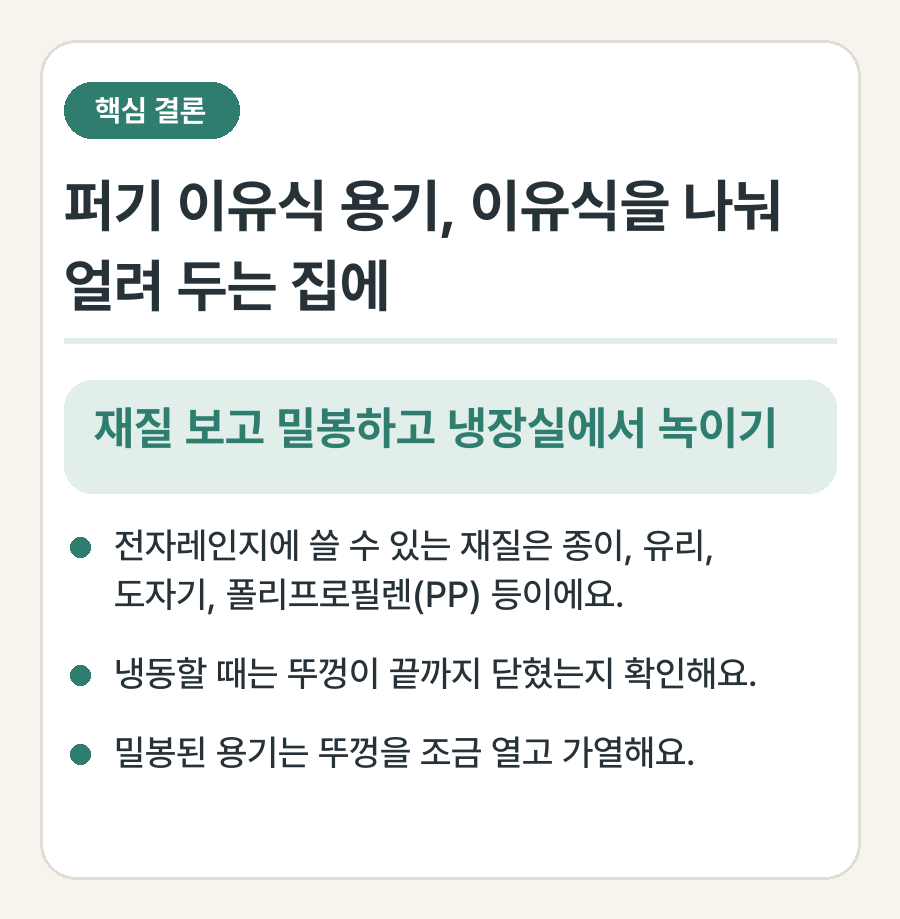 핵심 결론
퍼기 이유식 용기, 이유식을 나눠
얼려 두는 집에
재질 보고 밀봉하고 냉장실에서 녹이기
전자레인지에 쓸 수 있는 재질은 종이, 유리,
도자기, 폴리프로필렌(PP) 등이에요.
냉동할 때는 뚜껑이 끝까지 닫혔는지 확인해요.
밀봉된 용기는 뚜껑을 조금 열고 가열해요.